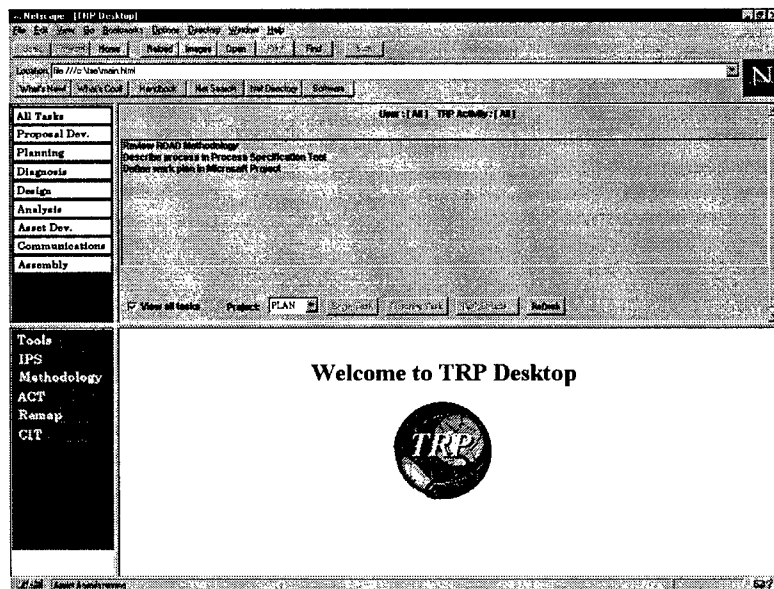 Netscape - [TRP Desktop]
File Edit View Go Bookmarks Options Directory Window Help
Home Reload Images Open Find
Location: file:///c:\tse\main.html
What's New! What's Cool! Handbook Net Search Net Directory Software
N
User : [ All ] TRP Activity : [ All ]
All Tasks
Proposal Dev.
Planning
Diagnosis
Design
Analysis
Asset Dev.
Communications
Assembly
Review ROAD Methodology
Describe process in Process Specification Tool
Define work plan in Microsoft Project
View all tasks Project: PLAN Refresh
Tools
IPS
Methodology
ACT
Remap
CIT
Welcome to TRP Desktop
TRP